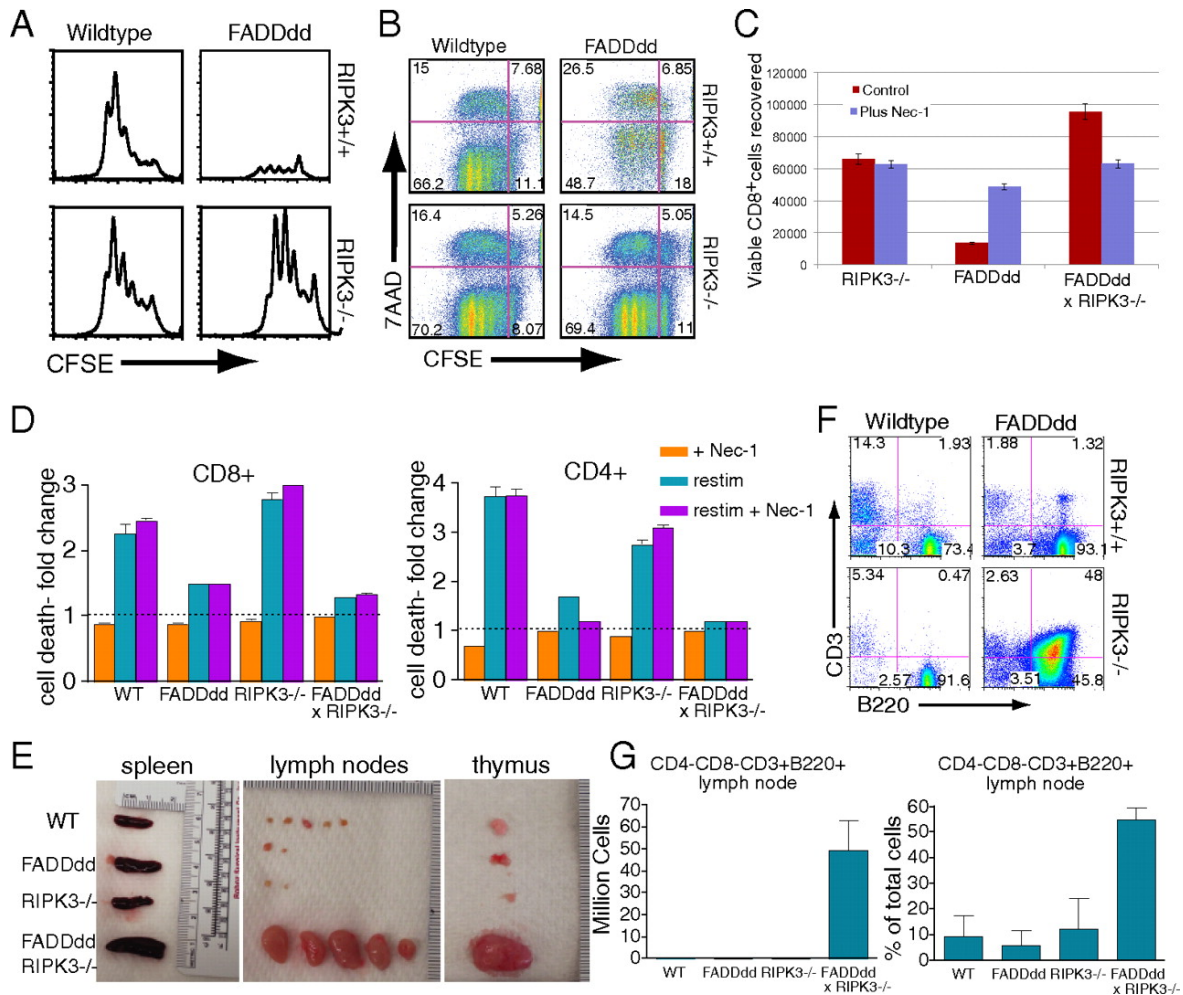 A
Wildtype
FADDdd
RIPK3+/+
RIPK3-/-
CFSE
B
Wildtype
FADDdd
15
7.68
66.2
11.1
26.5
6.85
48.7
18
RIPK3+/+
16.4
5.26
70.2
8.07
14.5
5.05
69.4
11
RIPK3-/-
7AAD
CFSE
C
Viable CD8+cells recovered
120000
100000
80000
60000
40000
20000
0
Control
Plus Nec-1
RIPK3-/-
FADDdd
FADDdd
x RIPK3-/-
D
cell death- fold change
CD8+
3
2
1
0
WT
FADDdd
RIPK3-/-
FADDdd
x RIPK3-/-
cell death- fold change
CD4+
4
3
2
1
0
WT
FADDdd
RIPK3-/-
FADDdd
x RIPK3-/-
+ Nec-1
restim
restim + Nec-1
F
Wildtype
FADDdd
14.3
1.93
10.3
73.4
1.88
1.32
3.7
93.1
RIPK3+/+
5.34
0.47
2.57
91.6
2.63
48
3.51
45.8
RIPK3-/-
CD3
B220
E
spleen
lymph nodes
thymus
WT
FADDdd
RIPK3-/-
FADDdd
RIPK3-/-
G
CD4-CD8-CD3+B220+
lymph node
Million Cells
70
60
50
40
30
20
10
0
WT
FADDdd
RIPK3-/-
FADDdd
x RIPK3-/-
CD4-CD8-CD3+B220+
lymph node
% of total cells
60
50
40
30
20
10
0
WT
FADDdd
RIPK3-/-
FADDdd
x RIPK3-/-